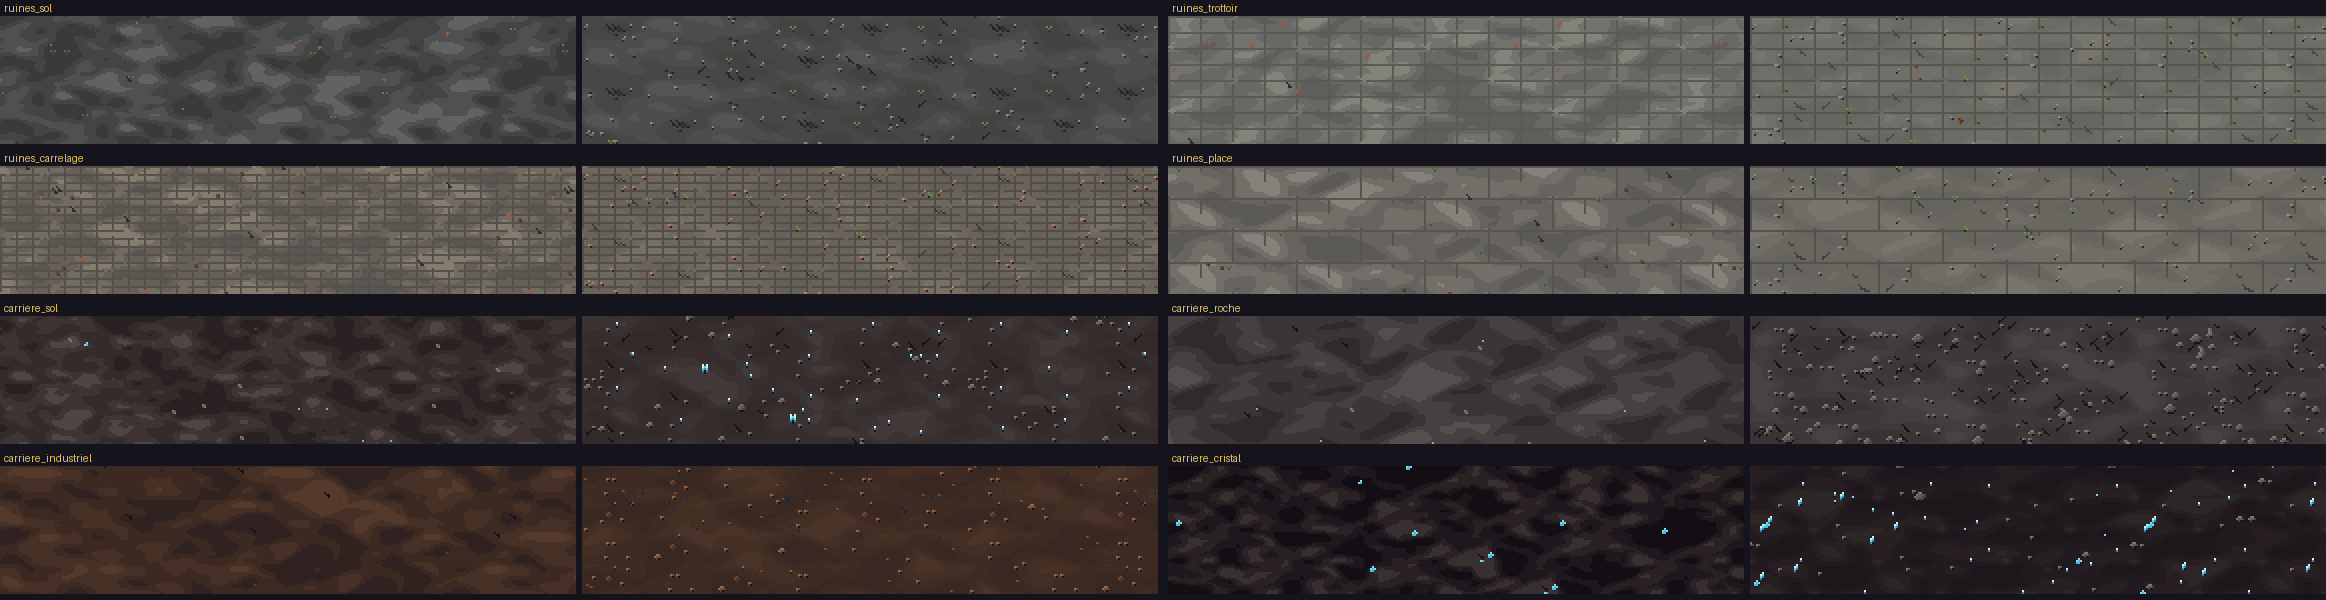 ruines_sol
ruines_trottoir
ruines_carrelage
ruines_place
carriere_sol
carriere_roche
carriere_industriel
carriere_cristal